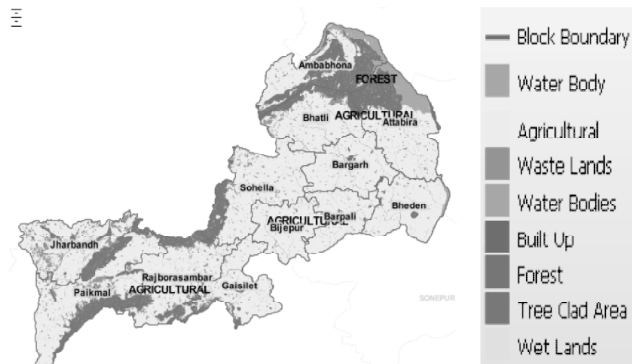 Ambabhona
FOREST
Bhatli
AGRICULTURAL
Attabira
Bargarh
Sohella
Bheden
AGRICULTURAL
Barpali
Bijepur
Jharbandh
Rajborasambar
Gaisilet
Paikmal
AGRICULTURAL
SONEPUR
Block Boundary
Water Body
Agricultural
Waste Lands
Water Bodies
Built Up
Forest
Tree Clad Area
Wet Lands